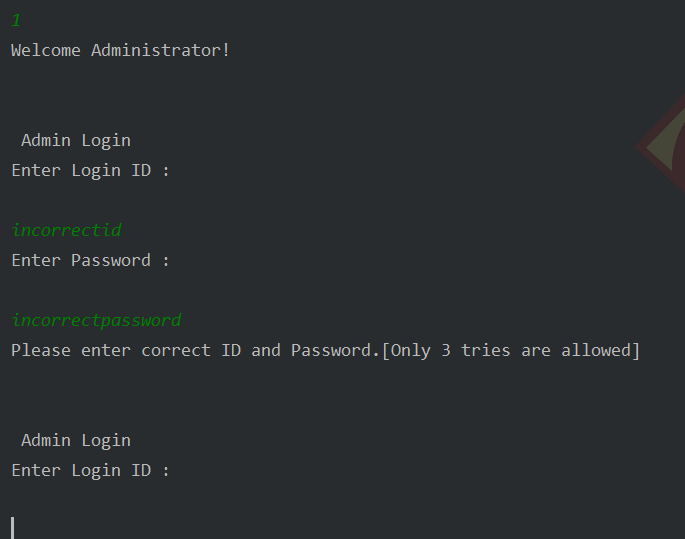 1
Welcome Administrator!
Admin Login
Enter Login ID :
incorrectid
Enter Password :
incorrectpassword
Please enter correct ID and Password.[Only 3 tries are allowed]
Admin Login
Enter Login ID :